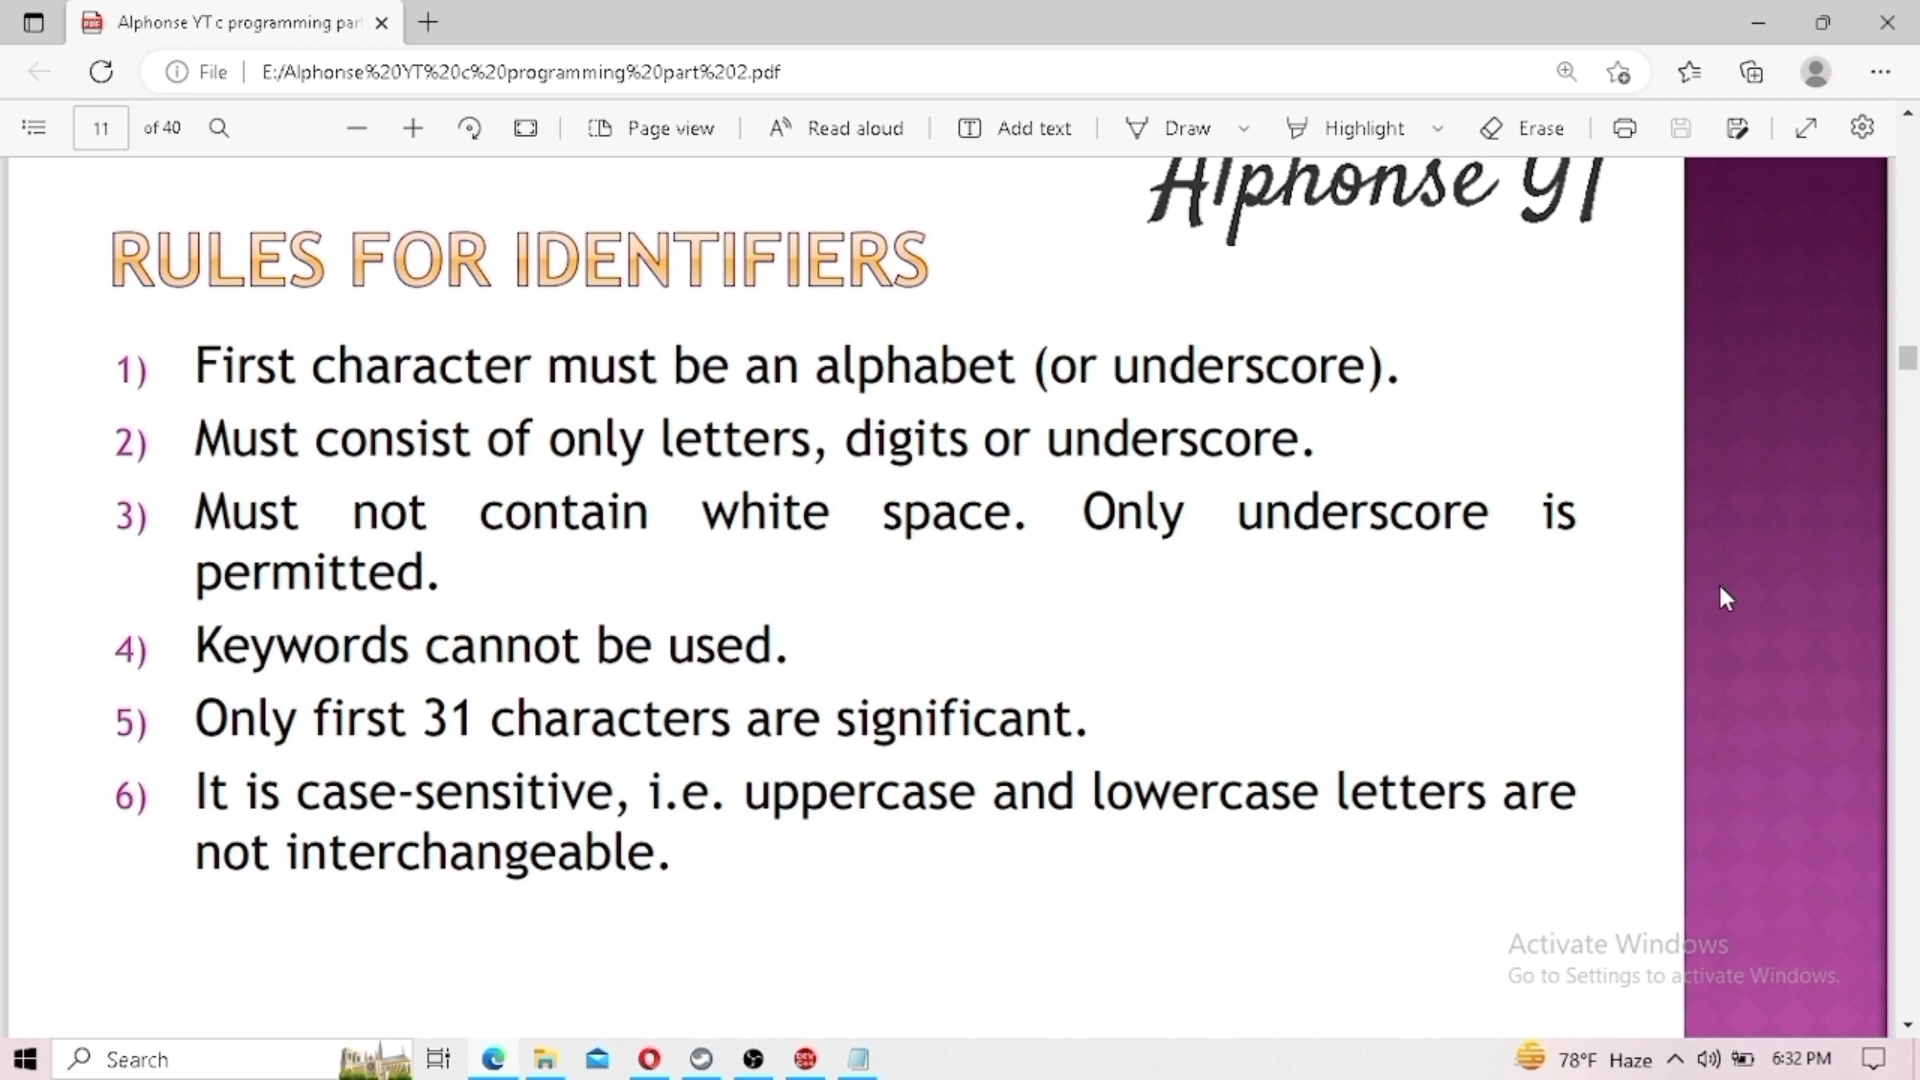 Alphonse YT c programming par
File E:/Alphonse%20YT%20c%20programming%20part%202.pdf
11 of 40 Page view Read aloud Add text Draw Highlight Erase
Alphonse YT
RULES FOR IDENTIFIERS
1) First character must be an alphabet (or underscore).
2) Must consist of only letters, digits or underscore.
3) Must not contain white space. Only underscore is
permitted.
4) Keywords cannot be used.
5) Only first 31 characters are significant.
6) It is case-sensitive, i.e. uppercase and lowercase letters are
not interchangeable.
Activate Windows
Go to Settings to activate Windows.
Search 78°F Haze 6:32 PM